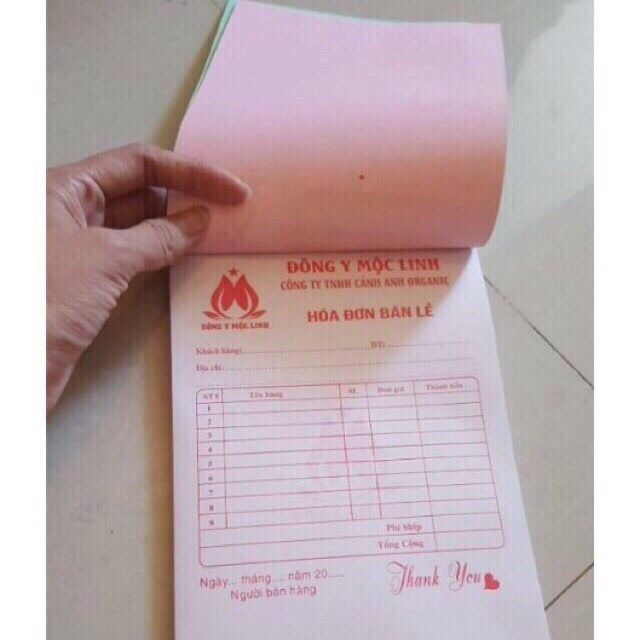 ĐÔNG Y MỘC LINH
CÔNG TY TNHH CẢNH ANH ORGANIC
ĐÔNG Y MỘC LINH
HÓA ĐƠN BÁN LẺ
Khách hàng:........................ ĐT:........................
Địa chỉ:........................
STT Tên hàng SL Đơn giá Thành tiền
1
2
3
4
5
6
7
8
9
Phí Ship
Tổng Cộng
Ngày... tháng.... năm 20.....
Người bán hàng
Thank You